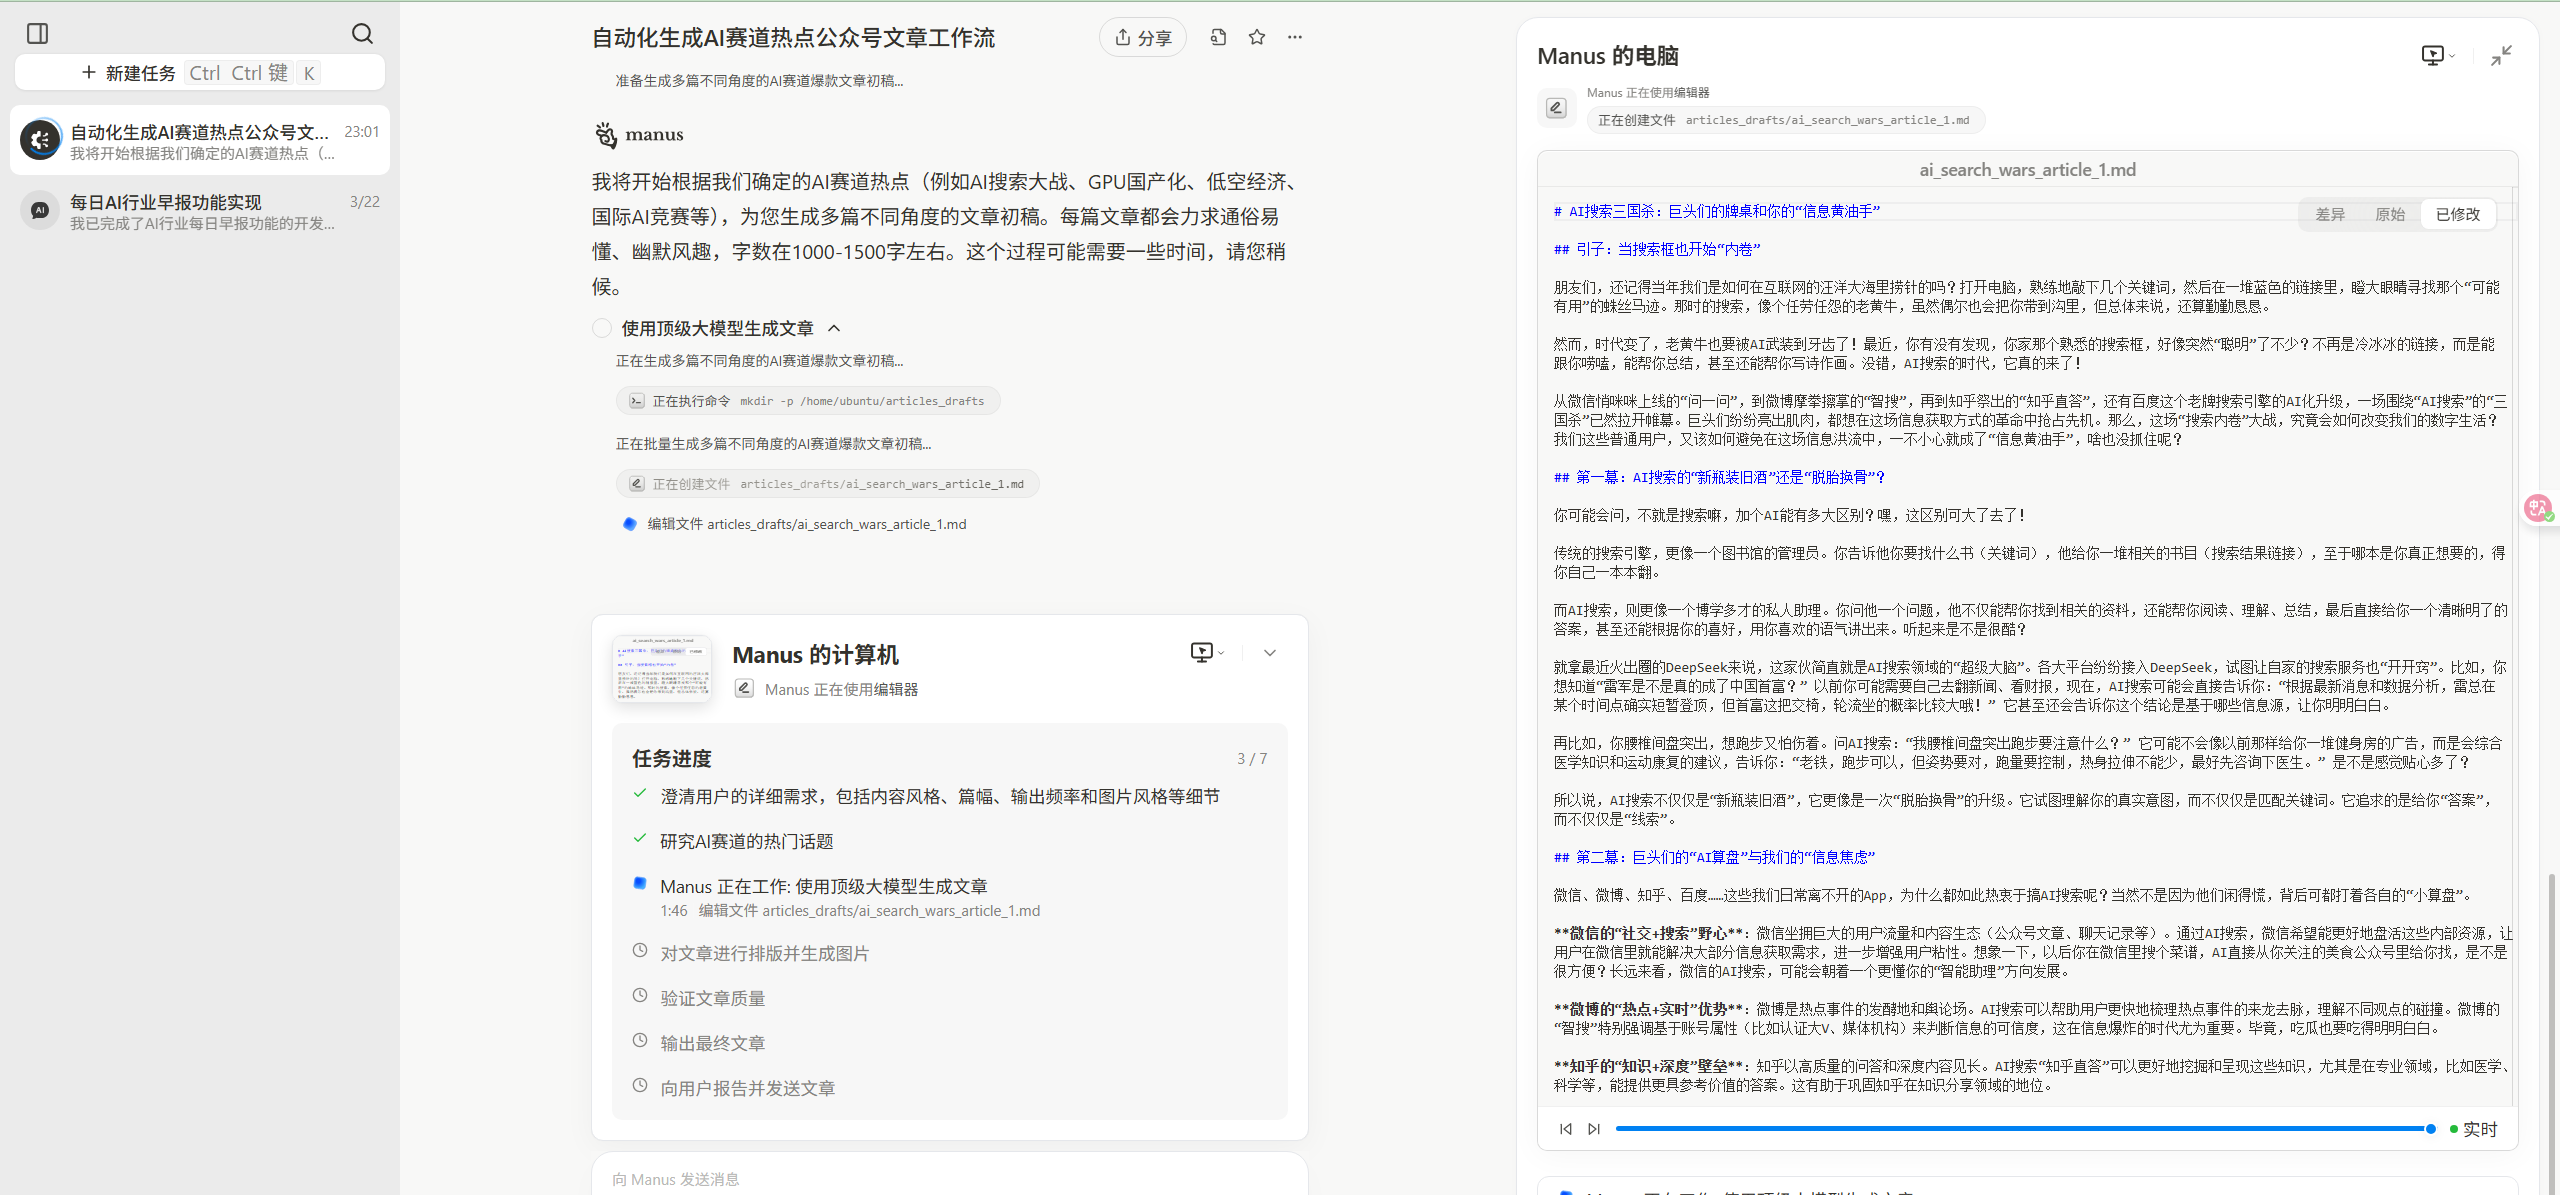 新建任务 Ctrl Ctrl 键 K
自动化生成AI赛道热点公众号文... 23:01
我将开始根据我们确定的AI赛道热点（...
每日AI行业早报功能实现 3/22
我已完成了AI行业每日早报功能的开发...
自动化生成AI赛道热点公众号文章工作流
分享
准备生成多篇不同角度的AI赛道爆款文章初稿...
manus
我将开始根据我们确定的AI赛道热点（例如AI搜索大战、GPU国产化、低空经济、
国际AI竞赛等），为您生成多篇不同角度的文章初稿。每篇文章都会力求通俗易
懂、幽默风趣，字数在1000-1500字左右。这个过程可能需要一些时间，请您稍
候。
使用顶级大模型生成文章
正在生成多篇不同角度的AI赛道爆款文章初稿...
正在执行命令 mkdir -p /home/ubuntu/articles_drafts
正在批量生成多篇不同角度的AI赛道爆款文章初稿...
正在创建文件 articles_drafts/ai_search_wars_article_1.md
编辑文件 articles_drafts/ai_search_wars_article_1.md
Manus 的计算机
Manus 正在使用编辑器
任务进度 3 / 7
澄清用户的详细需求，包括内容风格、篇幅、输出频率和图片风格等细节
研究AI赛道的热门话题
Manus 正在工作: 使用顶级大模型生成文章
1:46 编辑文件 articles_drafts/ai_search_wars_article_1.md
对文章进行排版并生成图片
验证文章质量
输出最终文章
向用户报告并发送文章
向 Manus 发送消息
Manus 的电脑
Manus 正在使用编辑器
正在创建文件 articles_drafts/ai_search_wars_article_1.md
ai_search_wars_article_1.md
差异 原始 已修改
# AI搜索三国杀：巨头们的牌桌和你的“信息黄油手”
## 引子：当搜索框也开始“内卷”
朋友们，还记得当年我们是如何在互联网的汪洋大海里捞针的吗？打开电脑，熟练地敲下几个关键词，然后在一堆蓝色的链接里，瞪大眼睛寻找那个“可能
有用”的蛛丝马迹。那时的搜索，像个任劳任怨的老黄牛，虽然偶尔也会把你带到沟里，但总体来说，还算勤勤恳恳。
然而，时代变了，老黄牛也要被AI武装到牙齿了！最近，你有没有发现，你家那个熟悉的搜索框，好像突然“聪明”了不少？不再是冷冰冰的链接，而是能
跟你唠嗑，能帮你总结，甚至还能帮你写诗作画。没错，AI搜索的时代，它真的来了！
从微信悄咪咪上线的“问一问”，到微博摩拳擦掌的“智搜”，再到知乎祭出的“知乎直答”，还有百度这个老牌搜索引擎的AI化升级，一场围绕“AI搜索”的“三
国杀”已然拉开帷幕。巨头们纷纷亮出肌肉，都想在这场信息获取方式的革命中抢占先机。那么，这场“搜索内卷”大战，究竟会如何改变我们的数字生活？
我们这些普通用户，又该如何避免在这场信息洪流中，一不小心就成了“信息黄油手”，啥也没抓住呢？
## 第一幕：AI搜索的“新瓶装旧酒”还是“脱胎换骨”？
你可能会问，不就是搜索嘛，加个AI能有多大区别？嘿，这区别可大了去了！
传统的搜索引擎，更像一个图书馆的管理员。你告诉他你要找什么书（关键词），他给你一堆相关的书目（搜索结果链接），至于哪本是你真正想要的，得
你自己一本本翻。
而AI搜索，则更像一个博学多才的私人助理。你问他一个问题，他不仅能帮你找到相关的资料，还能帮你阅读、理解、总结，最后直接给你一个清晰明了的
答案，甚至还能根据你的喜好，用你喜欢的语气讲出来。听起来是不是很酷？
就拿最近火出圈的DeepSeek来说，这家伙简直就是AI搜索领域的“超级大脑”。各大平台纷纷接入DeepSeek，试图让自家的搜索服务也“开开窍”。比如，你
想知道“雷军是不是真的成了中国首富？” 以前你可能需要自己去翻新闻、看财报，现在，AI搜索可能会直接告诉你：“根据最新消息和数据分析，雷总在
某个时间点确实短暂登顶，但首富这把交椅，轮流坐的概率比较大哦！” 它甚至还会告诉你这个结论是基于哪些信息源，让你明明白白。
再比如，你腰椎间盘突出，想跑步又怕伤着。问AI搜索：“我腰椎间盘突出跑步要注意什么？” 它可能不会像以前那样给你一堆健身房的广告，而是会综合
医学知识和运动康复的建议，告诉你：“老铁，跑步可以，但姿势要对，跑量要控制，热身拉伸不能少，最好先咨询下医生。” 是不是感觉贴心多了？
所以说，AI搜索不仅仅是“新瓶装旧酒”，它更像是一次“脱胎换骨”的升级。它试图理解你的真实意图，而不仅仅是匹配关键词。它追求的是给你“答案”，
而不仅仅是“线索”。
## 第二幕：巨头们的“AI算盘”与我们的“信息焦虑”
微信、微博、知乎、百度……这些我们日常离不开的App，为什么都如此热衷于搞AI搜索呢？当然不是因为他们闲得慌，背后可都打着各自的“小算盘”。
**微信的“社交+搜索”野心**：微信坐拥巨大的用户流量和内容生态（公众号文章、聊天记录等）。通过AI搜索，微信希望能更好地盘活这些内部资源，让
用户在微信里就能解决大部分信息获取需求，进一步增强用户粘性。想象一下，以后你在微信里搜个菜谱，AI直接从你关注的美食公众号里给你找，是不是
很方便？长远来看，微信的AI搜索，可能会朝着一个更懂你的“智能助理”方向发展。
**微博的“热点+实时”优势**：微博是热点事件的发酵地和舆论场。AI搜索可以帮助用户更快地梳理热点事件的来龙去脉，理解不同观点的碰撞。微博的
“智搜”特别强调基于账号属性（比如认证大V、媒体机构）来判断信息的可信度，这在信息爆炸的时代尤为重要。毕竟，吃瓜也要吃得明明白白。
**知乎的“知识+深度”壁垒**：知乎以高质量的问答和深度内容见长。AI搜索“知乎直答”可以更好地挖掘和呈现这些知识，尤其是在专业领域，比如医学、
科学等，能提供更具参考价值的答案。这有助于巩固知乎在知识分享领域的地位。
实时